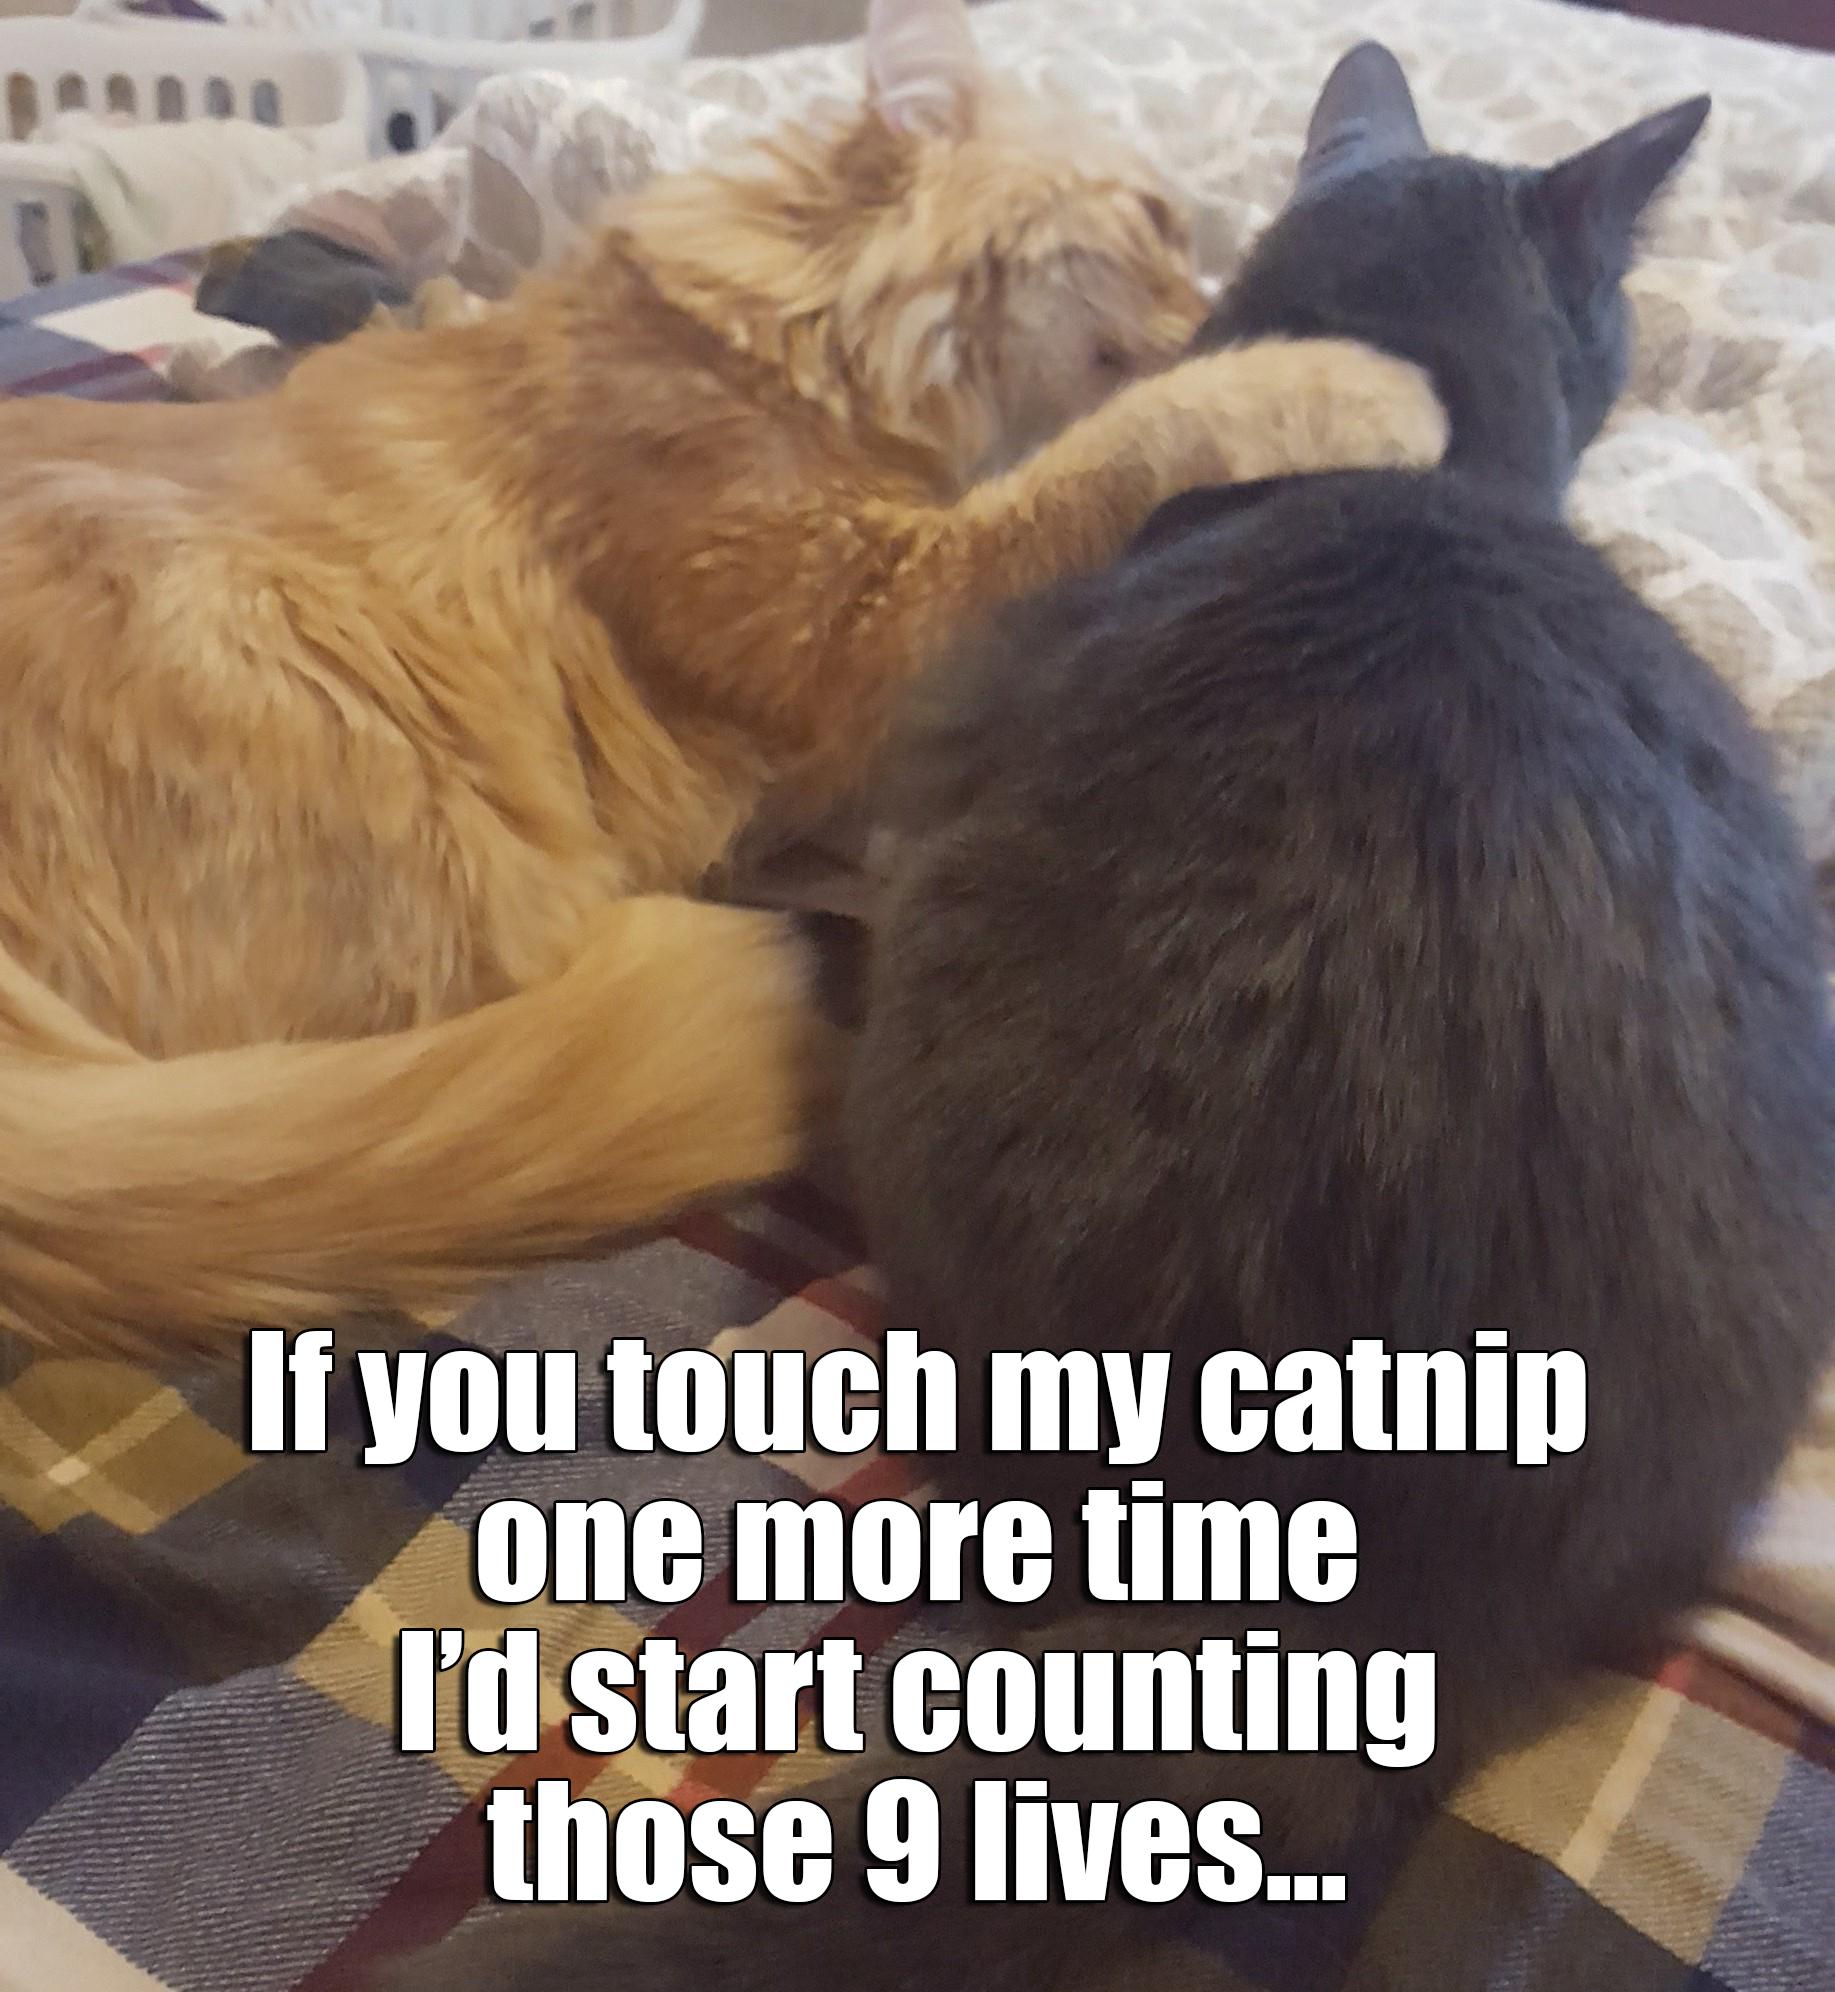 If you touch my catnip
one more time
I’d start counting
those 9 lives...